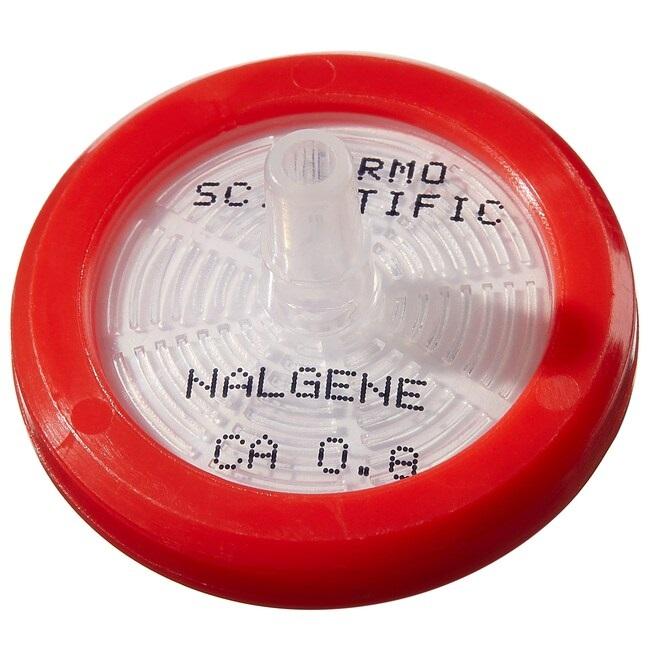 RMO
SC TIFIC
NALGENE
CA 0.8